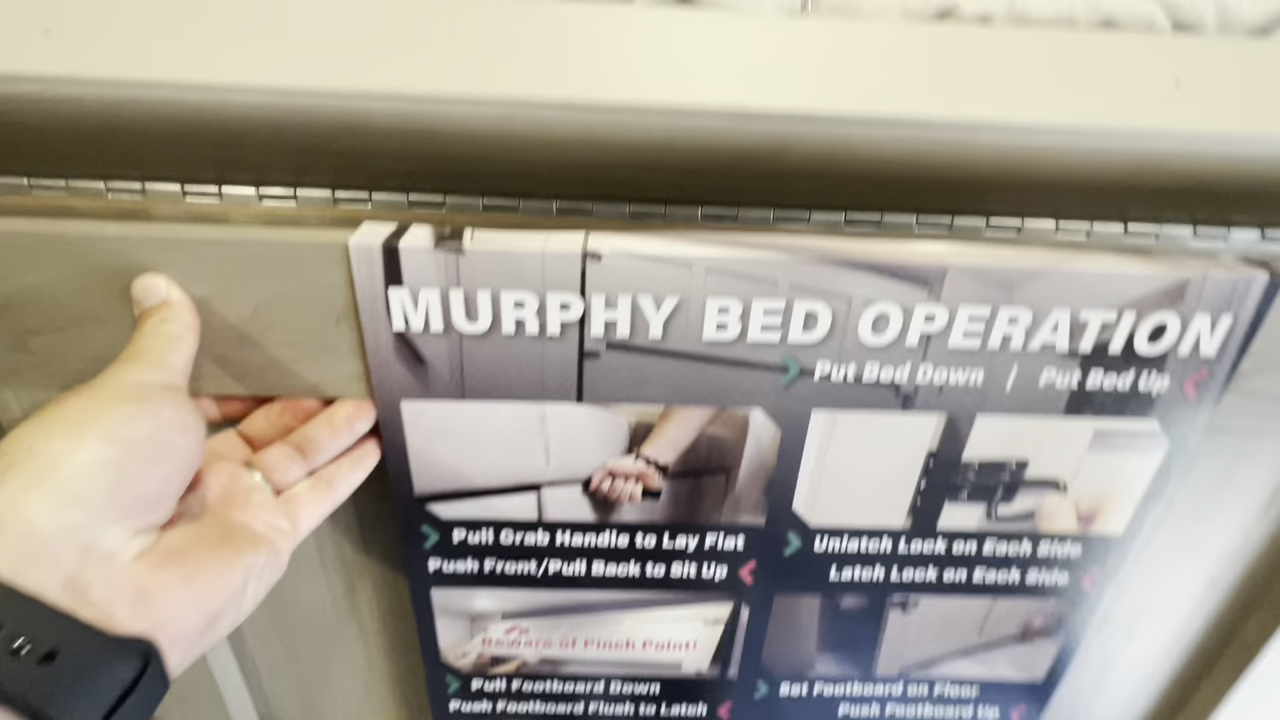 MURPHY BED OPERATION
Put Bed Down / Put Bed Up
Pull Grab Handle to Lay Flat
Push Front/Pull Back to Sit Up
Unlatch Lock on Each Side
Latch Lock on Each Side
Beware of Pinch Point!
Pull Footboard Down
Push Footboard Flush to Latch
Set Footboard on Floor
Push Footboard Up